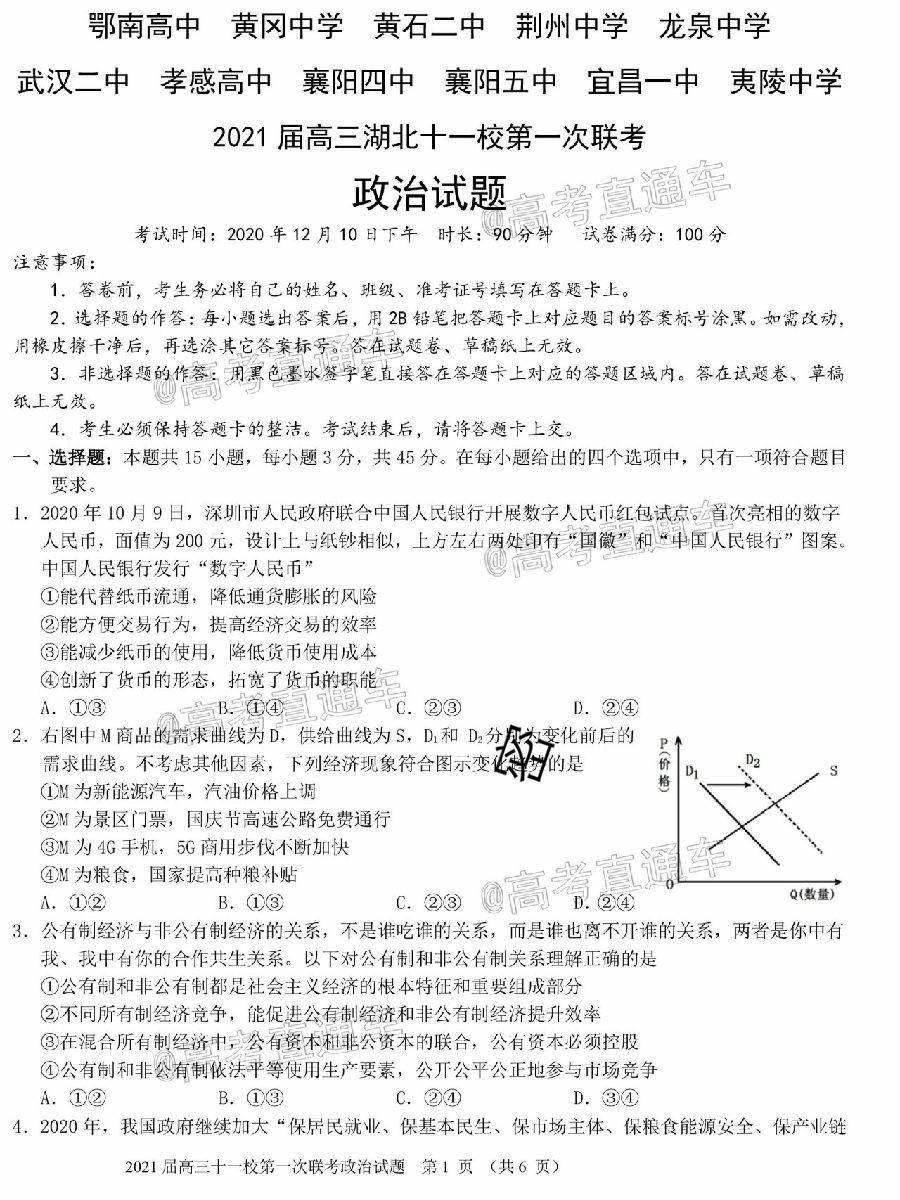 鄂南高中 黄冈中学 黄石二中 荆州中学 龙泉中学
武汉二中 孝感高中 襄阳四中 襄阳五中 宜昌一中 夷陵中学
2021 届高三湖北十一校第一次联考
政治试题
@高考直通车
考试时间：2020 年 12 月 10 日下午 时长：90 分钟 试卷满分：100 分
注意事项：
1．答卷前，考生务必将自己的姓名、班级、准考证号填写在答题卡上。
2．选择题的作答：每小题选出答案后，用 2B 铅笔把答题卡上对应题目的答案标号涂黑。如需改动，
用橡皮擦干净后，再选涂其它答案标号。答在试题卷、草稿纸上无效。
@高考直通车
3．非选择题的作答：用黑色墨水签字笔直接答在答题卡上对应的答题区域内。答在试题卷、草稿
纸上无效。
4．考生必须保持答题卡的整洁。考试结束后，请将答题卡上交。
一、选择题：本题共 15 小题，每小题 3 分，共 45 分。在每小题给出的四个选项中，只有一项符合题目
要求。
1．2020 年 10 月 9 日，深圳市人民政府联合中国人民银行开展数字人民币红包试点。首次亮相的数字
人民币，面值为 200 元，设计上与纸钞相似，上方左右两处印有“国徽”和“中国人民银行”图案。
@高考直通车
中国人民银行发行“数字人民币”
①能代替纸币流通，降低通货膨胀的风险
②能方便交易行为，提高经济交易的效率
③能减少纸币的使用，降低货币使用成本
④创新了货币的形态，拓宽了货币的职能
A．①③ B．①④ C．②③ D．②④
@高考直通车
2．右图中 M 商品的需求曲线为 D，供给曲线为 S，D₁和 D₂分别为变化前后的
需求曲线。不考虑其他因素，下列经济现象符合图示变化趋势的是
①M 为新能源汽车，汽油价格上调
②M 为景区门票，国庆节高速公路免费通行
③M 为 4G 手机，5G 商用步伐不断加快
④M 为粮食，国家提高种粮补贴
A．①② B．①③ C．②③ D．②④
P
(价格)
D₁
D₂
S
0
Q(数量)
@高考直通车
3．公有制经济与非公有制经济的关系，不是谁吃谁的关系，而是谁也离不开谁的关系，两者是你中有
我、我中有你的合作共生关系。以下对公有制和非公有制关系理解正确的是
①公有制和非公有制都是社会主义经济的根本特征和重要组成部分
②不同所有制经济竞争，能促进公有制经济和非公有制经济提升效率
③在混合所有制经济中，公有资本和非公资本的联合，公有资本必须控股
@高考直通车
④公有制和非公有制依法平等使用生产要素，公开公平公正地参与市场竞争
A．①② B．①③ C．②④ D．③④
4．2020 年，我国政府继续加大“保居民就业、保基本民生、保市场主体、保粮食能源安全、保产业链
2021 届高三十一校第一次联考政治试题 第 1 页 （共 6 页）